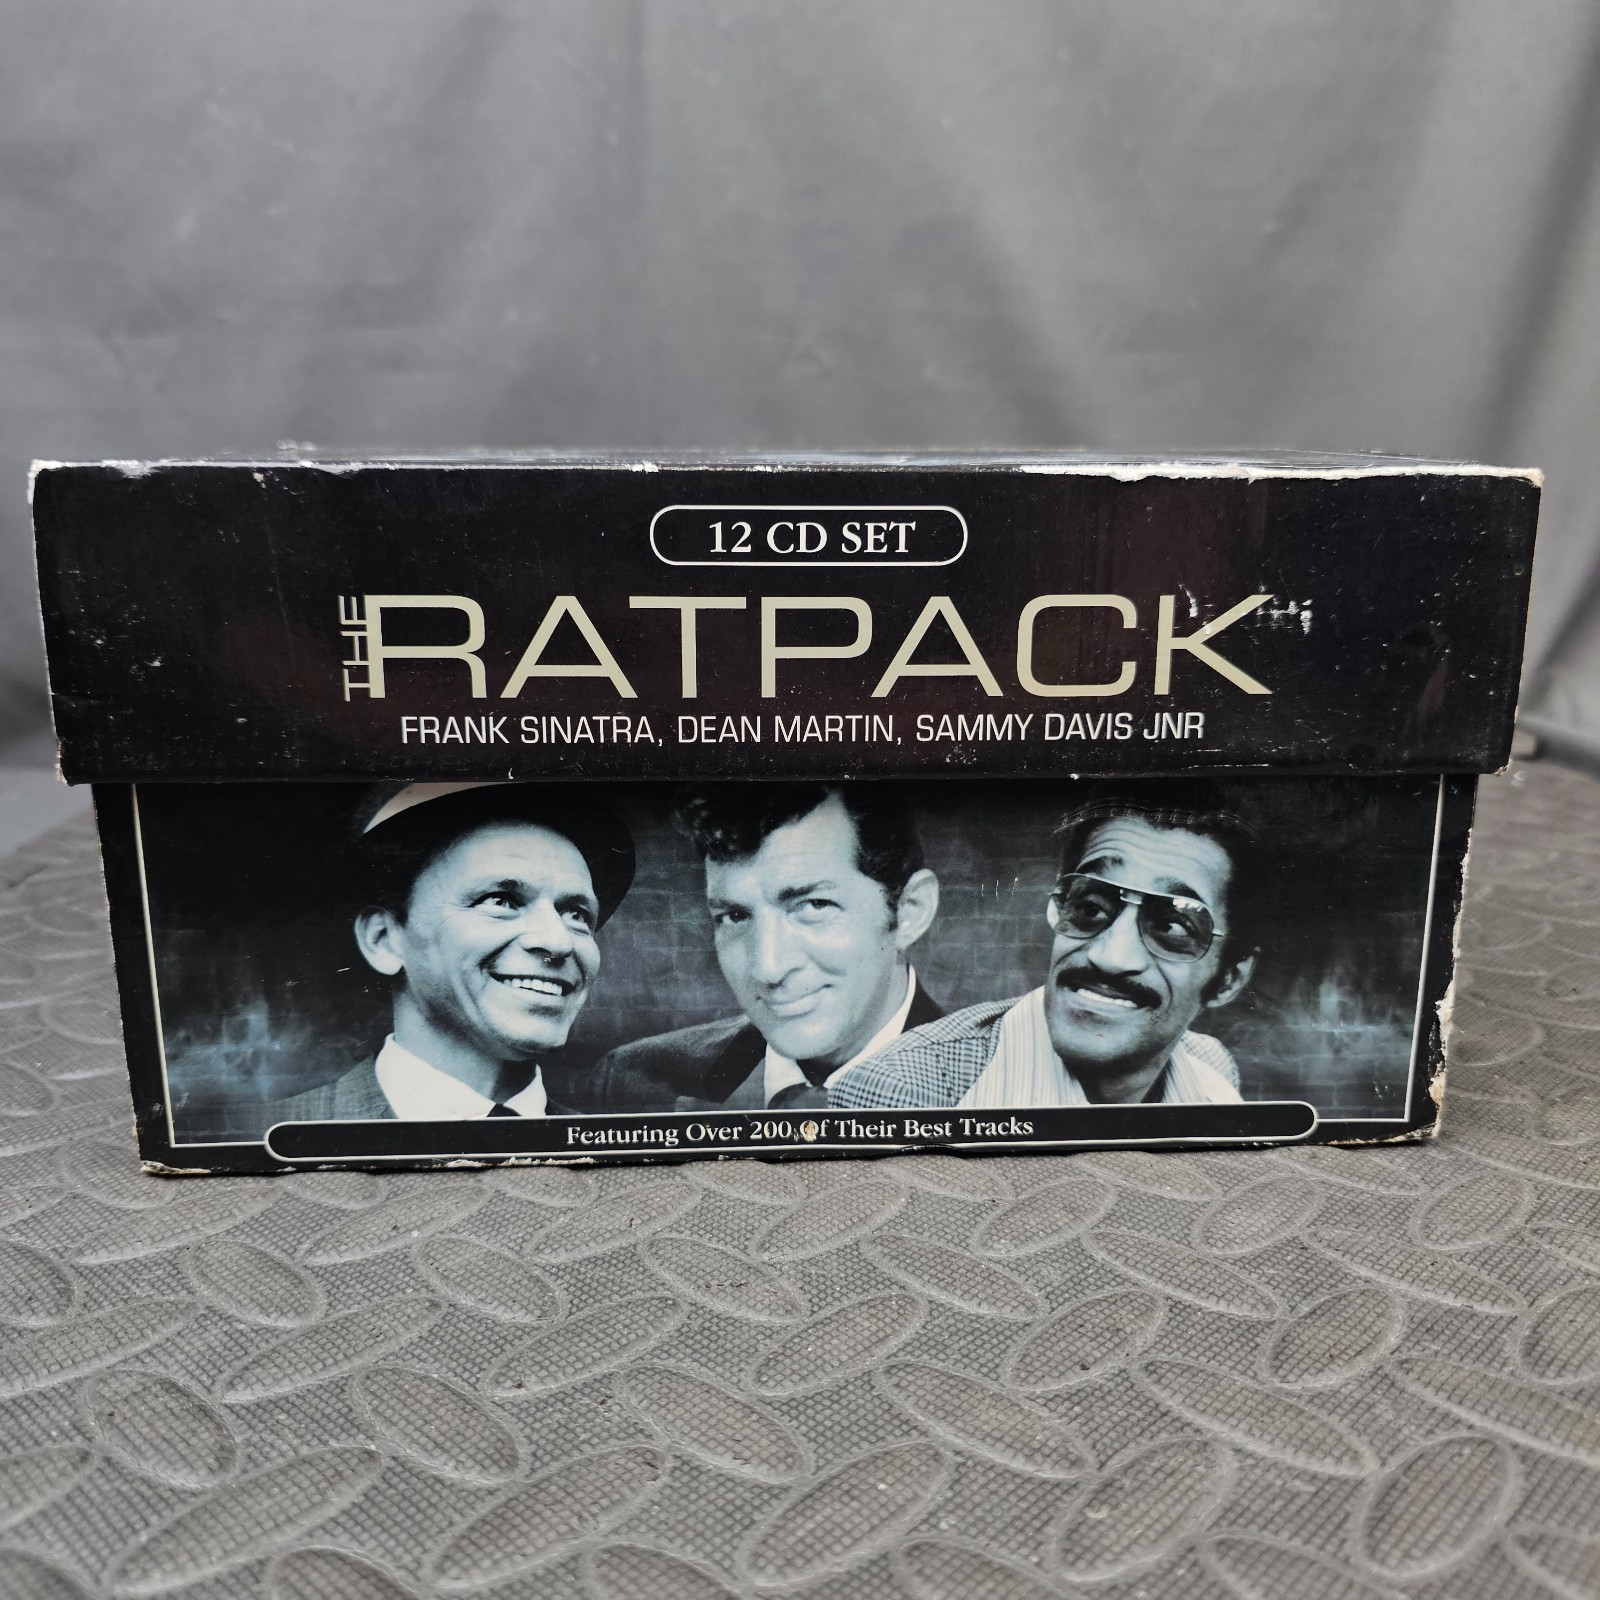 12 CD SET
THE RATPACK
FRANK SINATRA, DEAN MARTIN, SAMMY DAVIS JNR
Featuring Over 200 Of Their Best Tracks